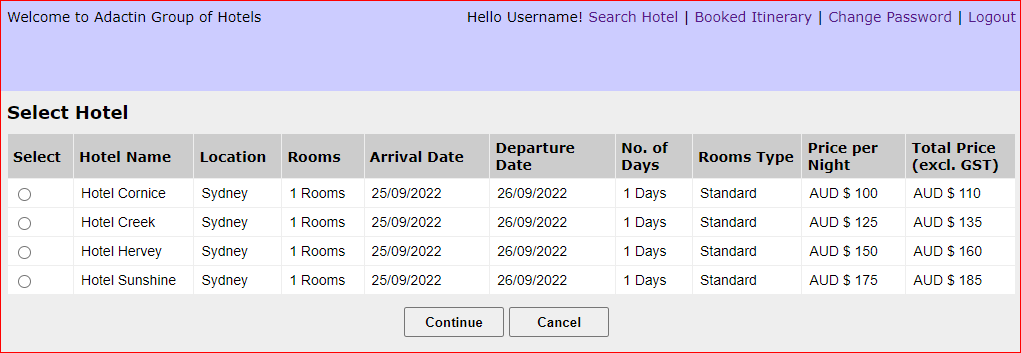 Welcome to Adactin Group of Hotels Hello Username! Search Hotel | Booked Itinerary | Change Password | Logout
Select Hotel
Select Hotel Name Location Rooms Arrival Date Departure Date No. of Days Rooms Type Price per Night Total Price (excl. GST)
Hotel Cornice Sydney 1 Rooms 25/09/2022 26/09/2022 1 Days Standard AUD $ 100 AUD $ 110
Hotel Creek Sydney 1 Rooms 25/09/2022 26/09/2022 1 Days Standard AUD $ 125 AUD $ 135
Hotel Hervey Sydney 1 Rooms 25/09/2022 26/09/2022 1 Days Standard AUD $ 150 AUD $ 160
Hotel Sunshine Sydney 1 Rooms 25/09/2022 26/09/2022 1 Days Standard AUD $ 175 AUD $ 185
Continue Cancel